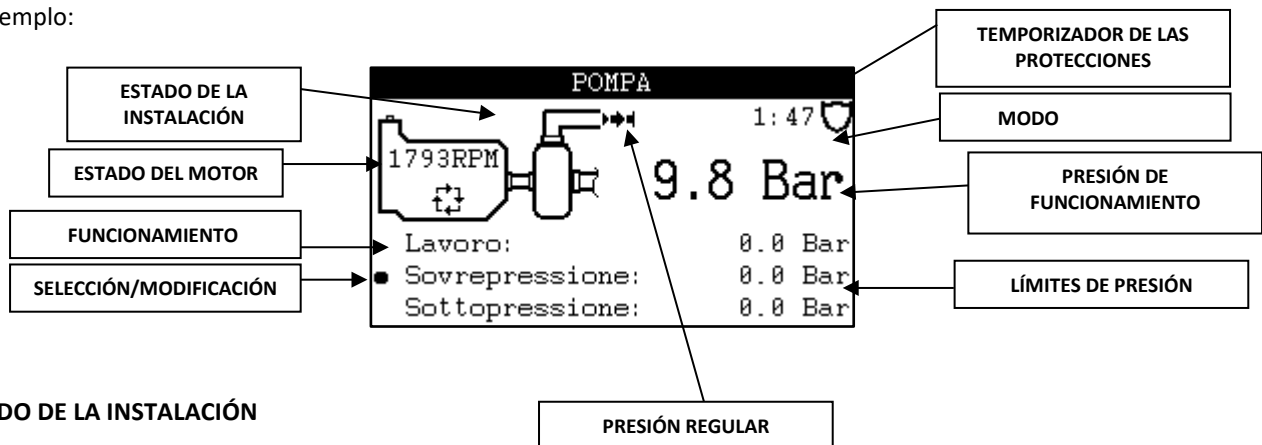 emplo:
TEMPORIZADOR DE LAS
PROTECCIONES
ESTADO DE LA
INSTALACIÓN
POMPA
1:47
MODO
1793RPM
ESTADO DEL MOTOR
9.8 Bar
PRESIÓN DE
FUNCIONAMIENTO
FUNCIONAMIENTO
Lavoro: 0.0 Bar
SELECCIÓN/MODIFICACIÓN
Sovrepressione: 0.0 Bar
LÍMITES DE PRESIÓN
Sottopressione: 0.0 Bar
DO DE LA INSTALACIÓN
PRESIÓN REGULAR